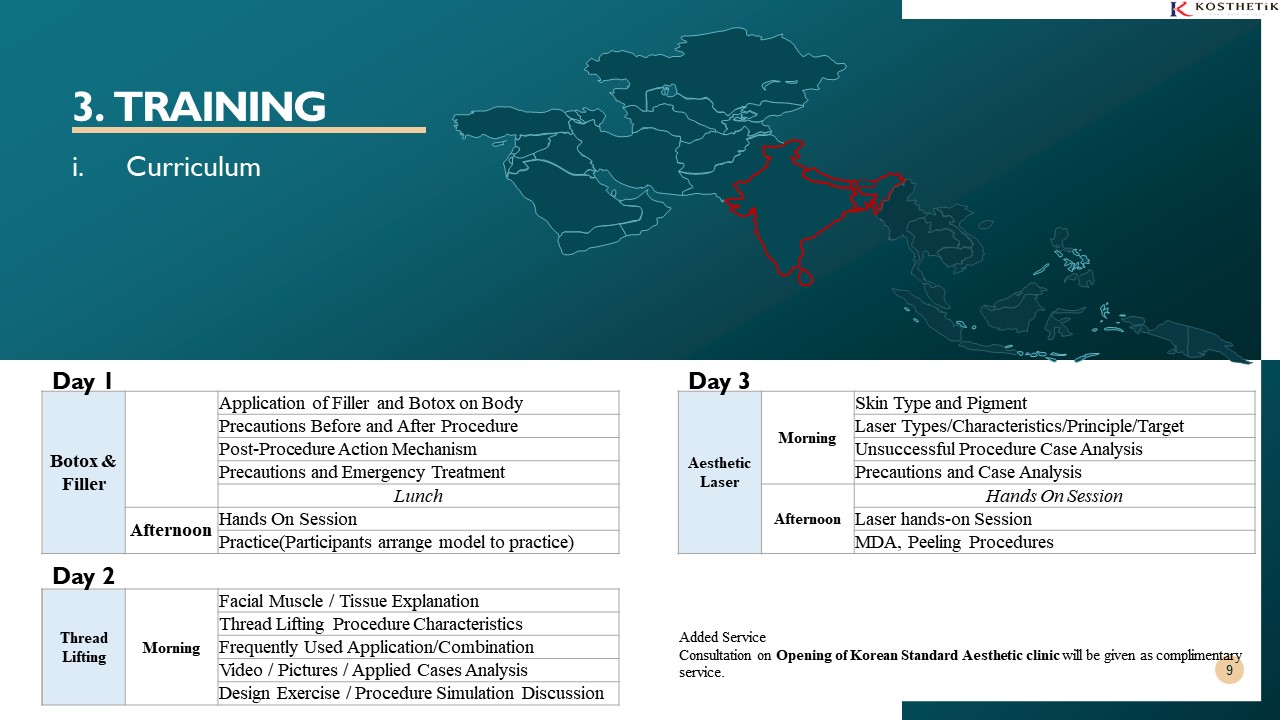 KOSTHETiK
3. TRAINING
i. Curriculum
Day 1
Botox &
Filler
Application of Filler and Botox on Body
Precautions Before and After Procedure
Post-Procedure Action Mechanism
Precautions and Emergency Treatment
Lunch
Afternoon
Hands On Session
Practice(Participants arrange model to practice)
Day 2
Thread
Lifting
Morning
Facial Muscle / Tissue Explanation
Thread Lifting Procedure Characteristics
Frequently Used Application/Combination
Video / Pictures / Applied Cases Analysis
Design Exercise / Procedure Simulation Discussion
Day 3
Aesthetic
Laser
Morning
Skin Type and Pigment
Laser Types/Characteristics/Principle/Target
Unsuccessful Procedure Case Analysis
Precautions and Case Analysis
Hands On Session
Afternoon
Laser hands-on Session
MDA, Peeling Procedures
Added Service
Consultation on Opening of Korean Standard Aesthetic clinic will be given as complimentary
service.
9